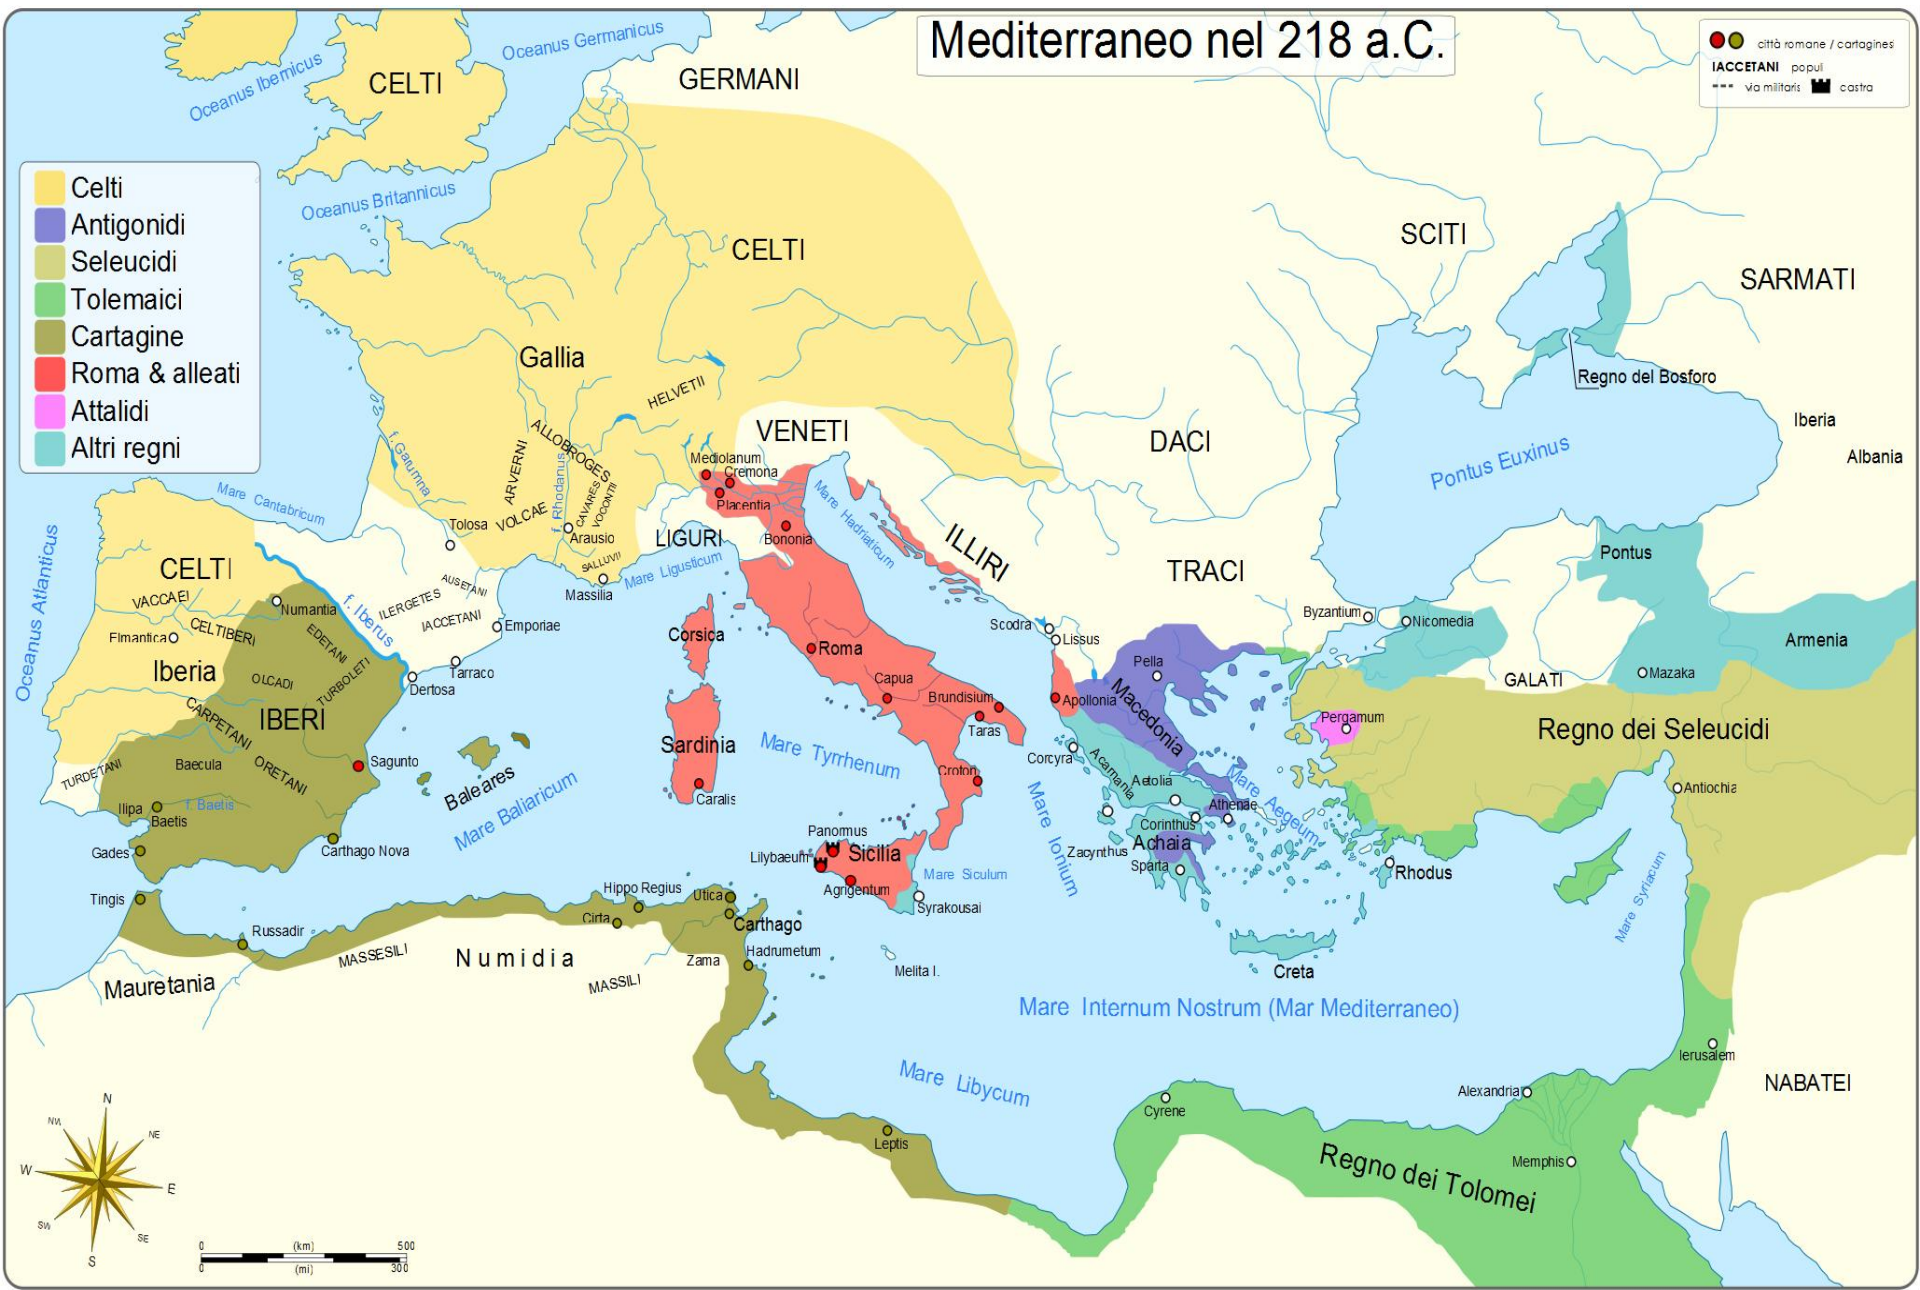 Mediterraneo nel 218 a.C.
città romane / cartagines
IACCETANI populi
via militaris castra
Celti
Antigonidi
Seleucidi
Tolemaici
Cartagine
Roma & alleati
Attalidi
Altri regni
Oceanus Ibernicus
Oceanus Germanicus
CELTI
GERMANI
Oceanus Britannicus
CELTI
SCITI
SARMATI
Gallia
HELVETII
Regno del Bosforo
ALLOBROGES
ARVERNI
f. Garumna
f. Rhodanus
CAVARES
VOCONTII
VOLCAE
Tolosa
Arausio
SALLUVII
Massilia
VENETI
Mediolanum
Cremona
Placentia
Bononia
LIGURI
Mare Ligusticum
Mare Hadriaticum
ILLIRI
DACI
Iberia
Albania
Pontus Euxinus
TRACI
Pontus
Mare Cantabricum
Oceanus Atlanticus
CELTI
VACCAEI
Elmantica
CELTIBERI
Numantia
f. Iberus
ILERGETES
AUSETANI
IACCETANI
Emporiae
Tarraco
Dertosa
EDETANI
TURBOLETI
OLCADI
Iberia
IBERI
CARPETANI
ORETANI
TURDETANI
Baecula
Sagunto
Ilipa
Baetis
f. Baetis
Gades
Carthago Nova
Baleares
Mare Baliaricum
Corsica
Sardinia
Caralis
Roma
Capua
Brundisium
Taras
Croton
Mare Tyrrhenum
Scodra
Lissus
Apollonia
Pella
Macedonia
Corcyra
Acarnania
Aetolia
Athenae
Corinthus
Achaia
Zacynthus
Sparta
Mare Ionium
Mare Aegeum
Byzantium
Nicomedia
GALATI
Mazaka
Armenia
Pergamum
Regno dei Seleucidi
Antiochia
Rhodus
Creta
Mare Syriacum
Panormus
Lilybaeum
Sicilia
Agrigentum
Mare Siculum
Syrakousai
Melita I.
Tingis
Russadir
Hippo Regius
Utica
Cirta
Carthago
Hadrumetum
Zama
MASSESILI
Numidia
MASSILI
Mauretania
Mare Internum Nostrum (Mar Mediterraneo)
Mare Libycum
Leptis
Cyrene
Alexandria
Memphis
Ierusalem
NABATEI
Regno dei Tolomei
N
NW
NE
W
E
SW
SE
S
0 (km) 500
0 (mi) 300